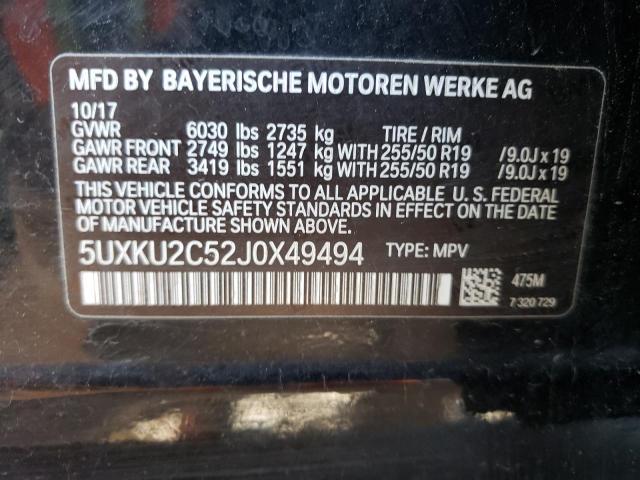 MFD BY BAYERISCHE MOTOREN WERKE AG
10/17
GVWR 6030 lbs 2735 kg TIRE / RIM
GAWR FRONT 2749 lbs 1247 kg WITH 255/50 R19 /9.0J x 19
GAWR REAR 3419 lbs 1551 kg WITH 255/50 R19 /9.0J x 19
THIS VEHICLE CONFORMS TO ALL APPLICABLE U. S. FEDERAL
MOTOR VEHICLE SAFETY STANDARDS IN EFFECT ON THE DATE
OF MANUFACTURE SHOWN ABOVE.
5UXKU2C52J0X49494 TYPE: MPV
475M
7 320 729